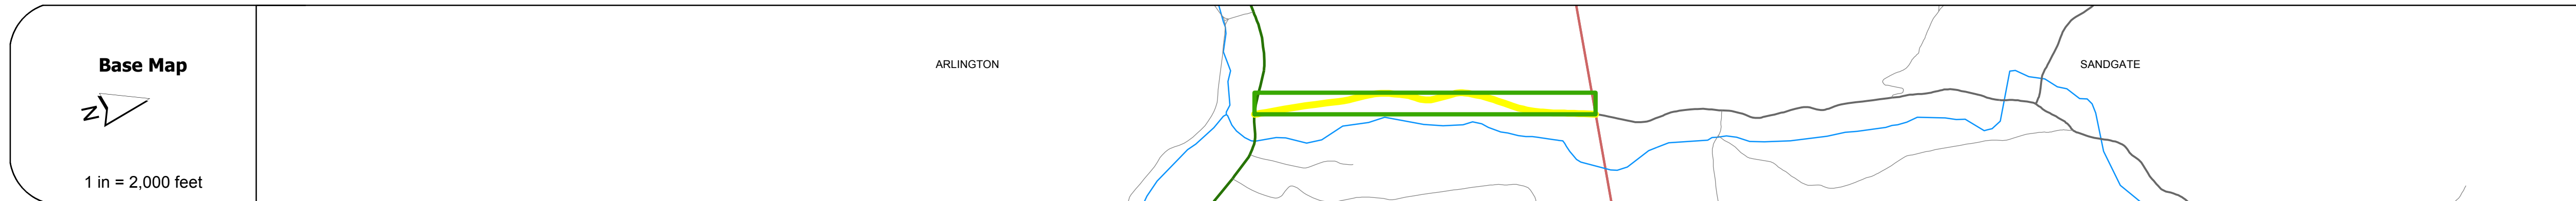 Base Map
N
1 in = 2,000 feet
ARLINGTON
SANDGATE